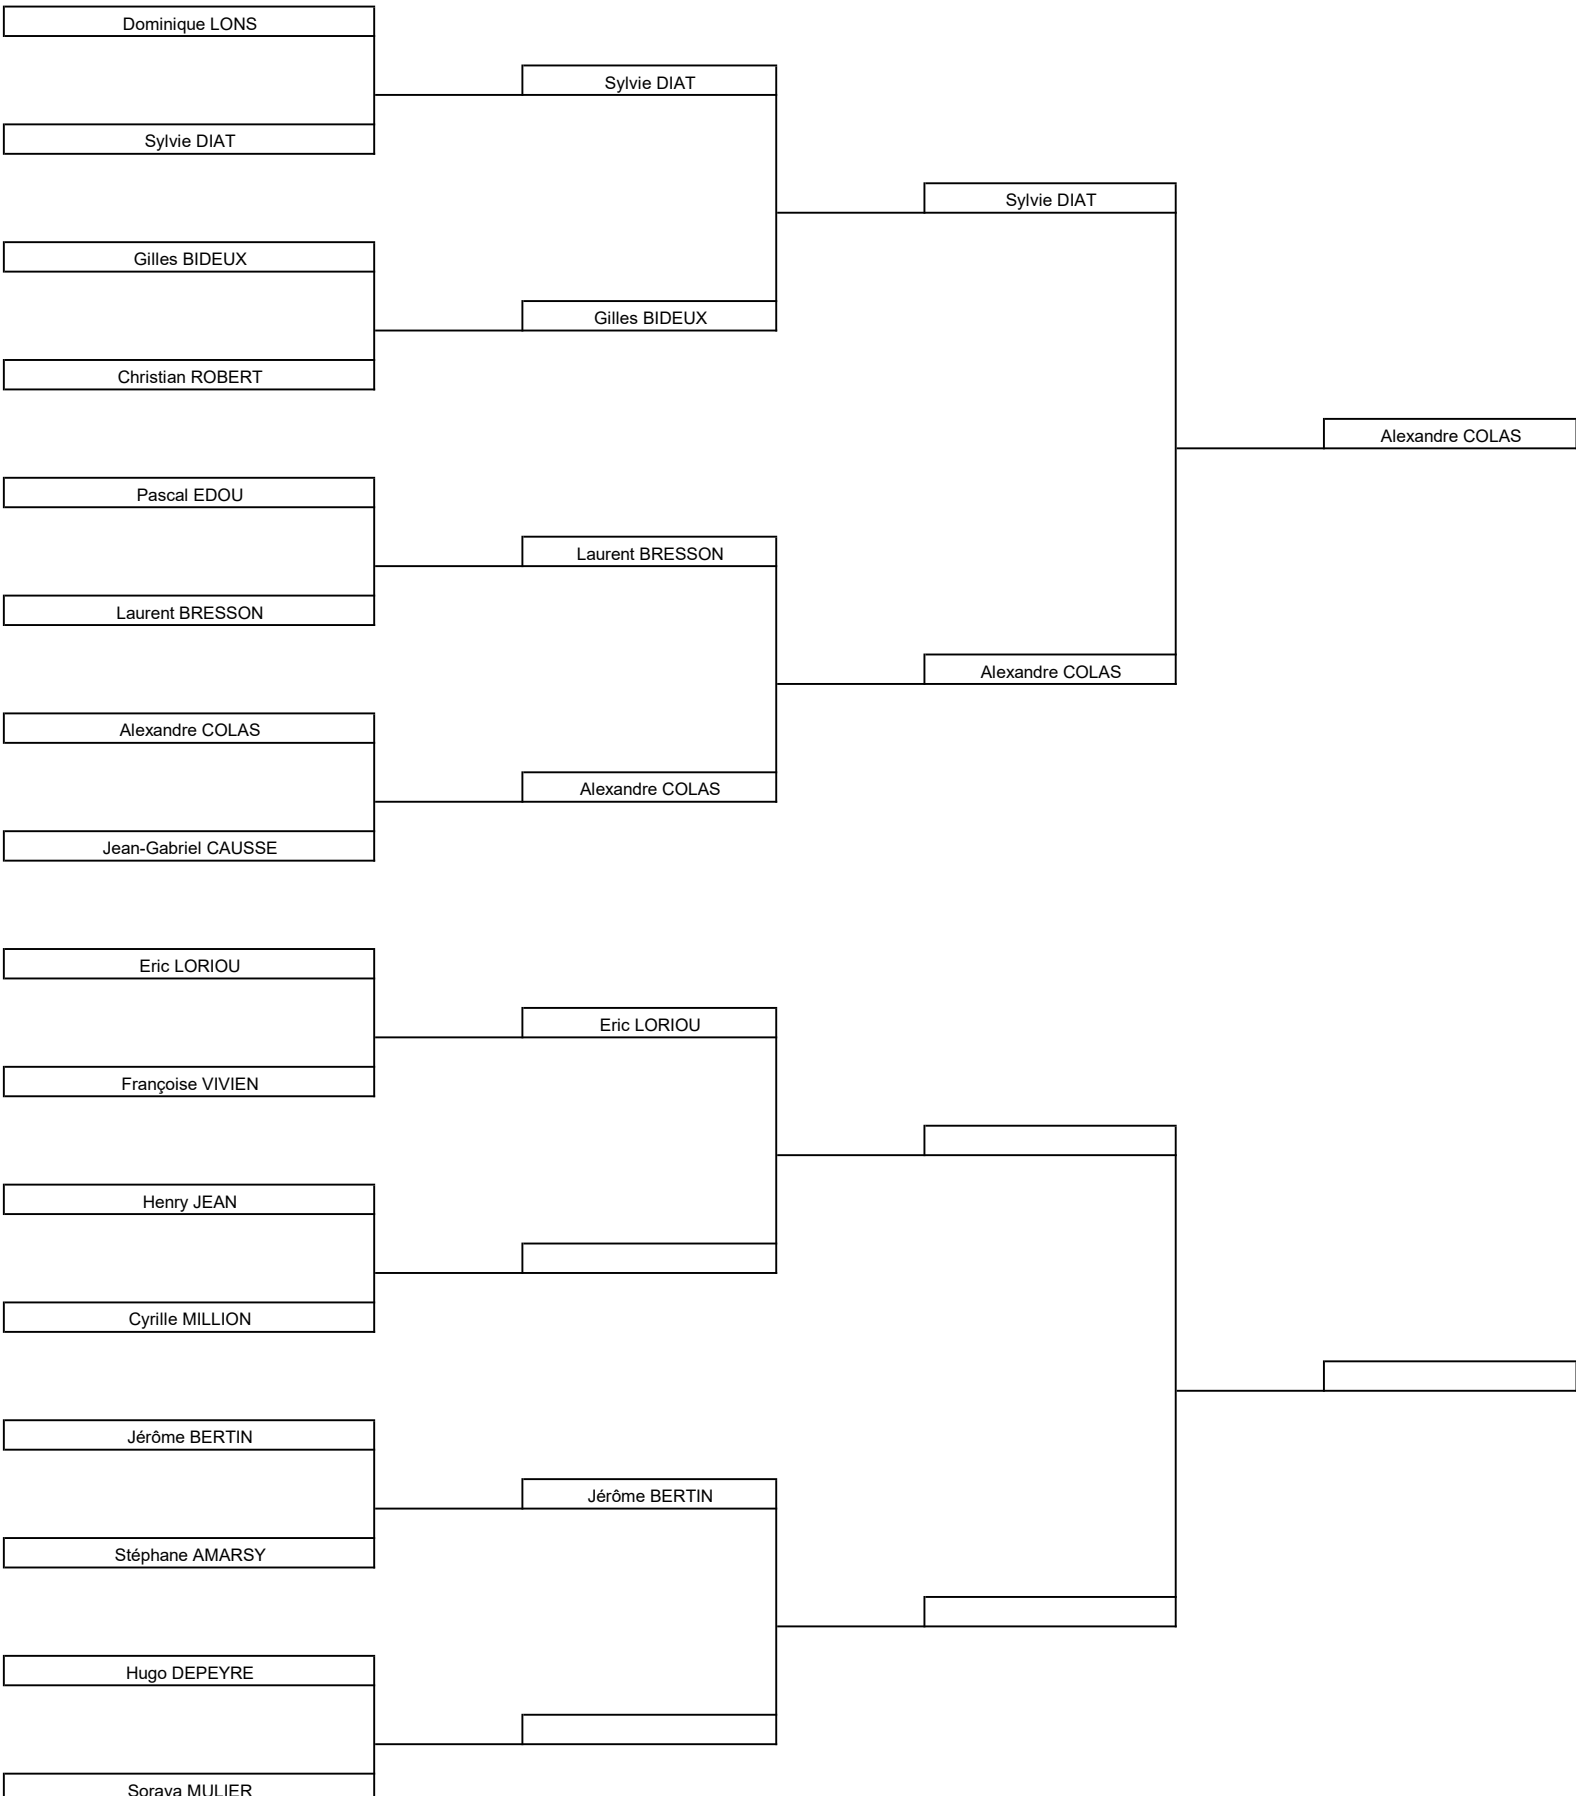 Dominique LONS
Sylvie DIAT
Sylvie DIAT
Sylvie DIAT
Gilles BIDEUX
Gilles BIDEUX
Christian ROBERT
Alexandre COLAS
Pascal EDOU
Laurent BRESSON
Laurent BRESSON
Alexandre COLAS
Alexandre COLAS
Alexandre COLAS
Jean-Gabriel CAUSSE
Eric LORIOU
Eric LORIOU
Françoise VIVIEN
Henry JEAN
Cyrille MILLION
Jérôme BERTIN
Jérôme BERTIN
Stéphane AMARSY
Hugo DEPEYRE
Soraya MULIER